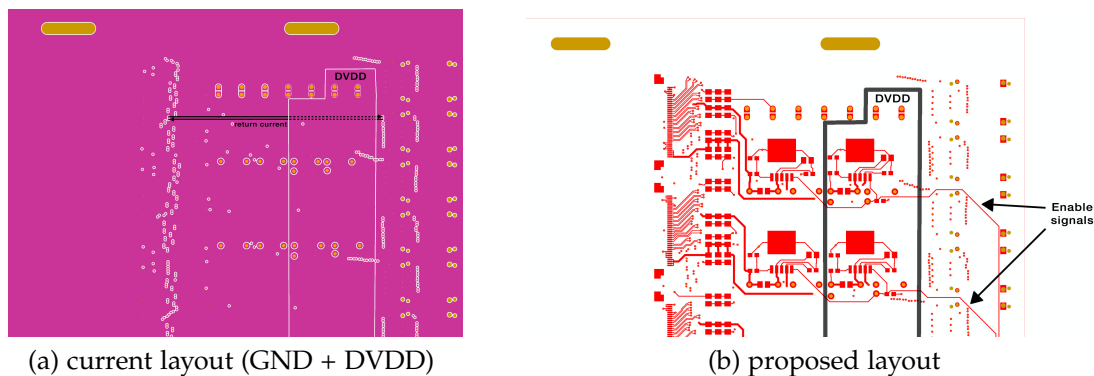 DVDD
return current
DVDD
Enable
signals
(a) current layout (GND + DVDD)
(b) proposed layout